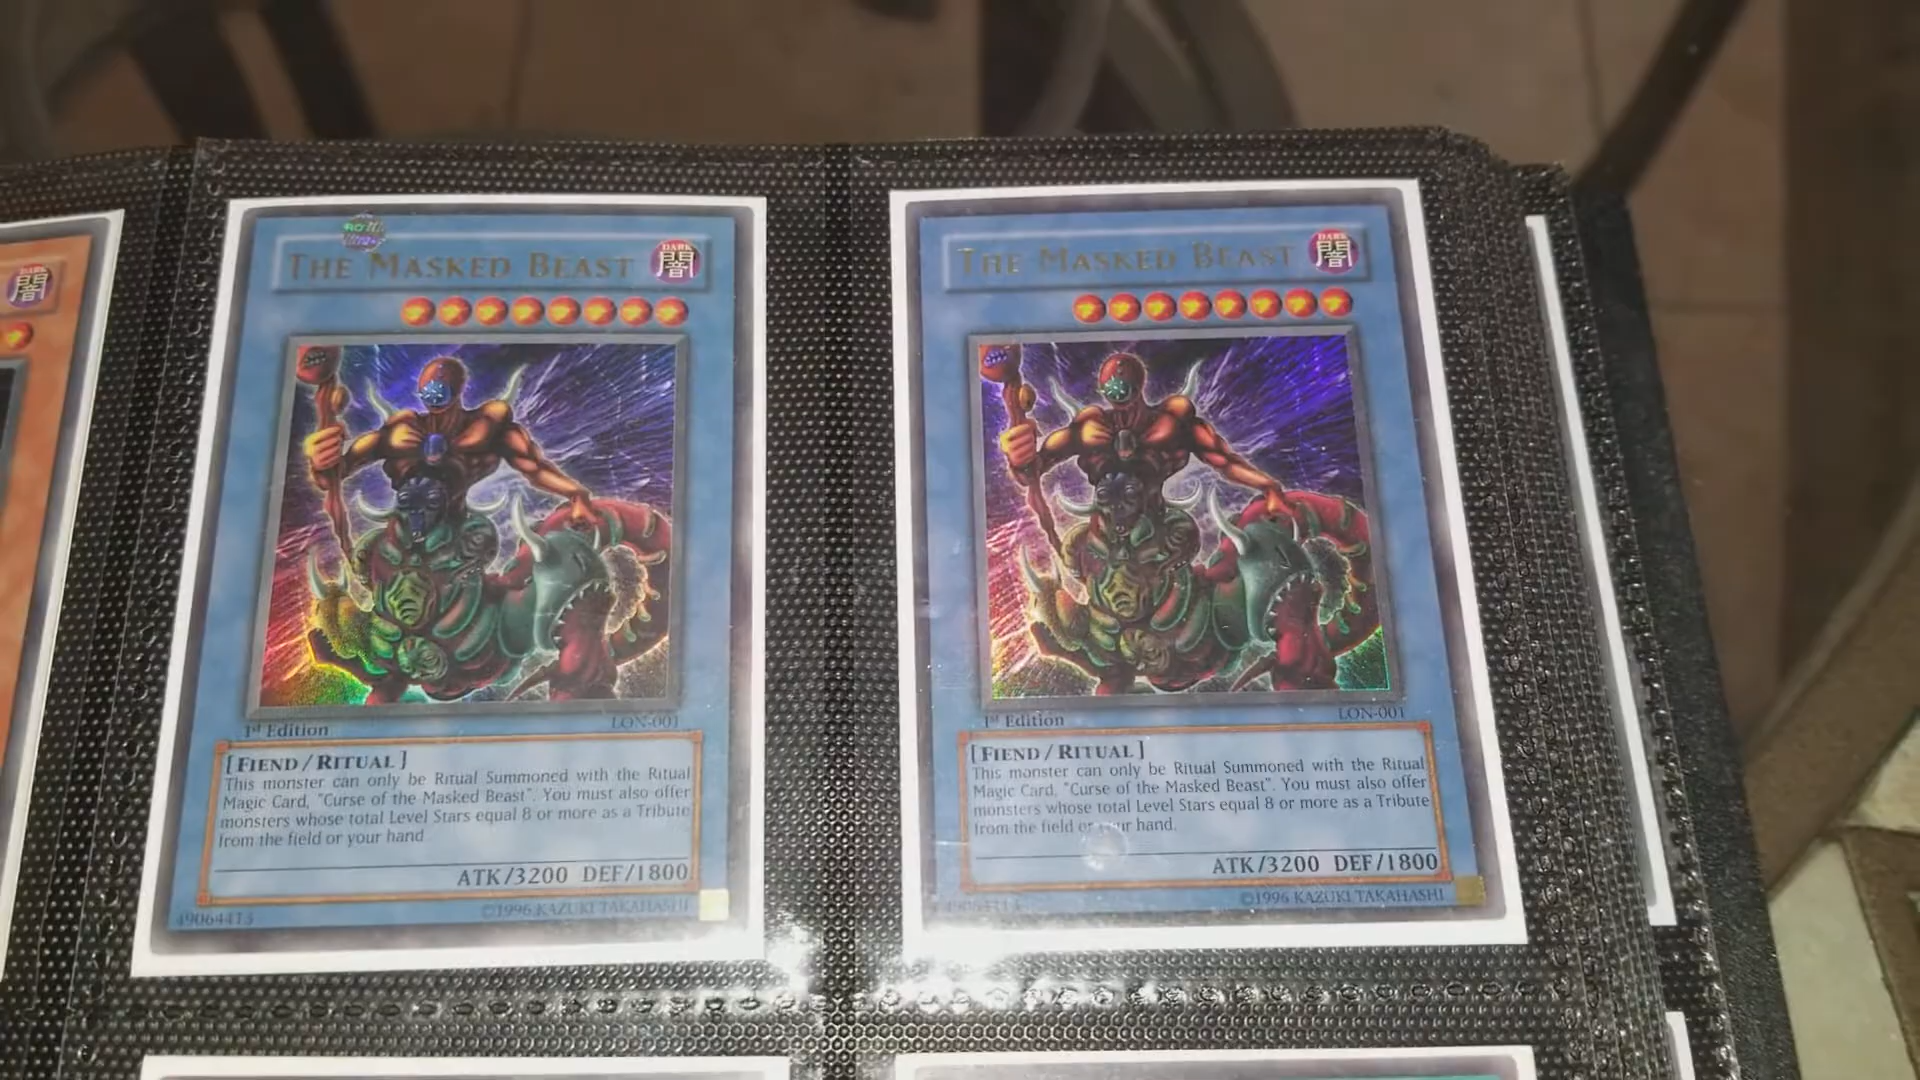 DARK
闇
THE MASKED BEAST
DARK
闇
1st Edition
LON-001
[FIEND/RITUAL]
This monster can only be Ritual Summoned with the Ritual
Magic Card, "Curse of the Masked Beast". You must also offer
monsters whose total Level Stars equal 8 or more as a Tribute
from the field or your hand
ATK/3200 DEF/1800
49064413
©1996 KAZUKI TAKAHASHI
THE MASKED BEAST
DARK
闇
1st Edition
LON-001
[FIEND/RITUAL]
This monster can only be Ritual Summoned with the Ritual
Magic Card, "Curse of the Masked Beast". You must also offer
monsters whose total Level Stars equal 8 or more as a Tribute
from the field or your hand.
ATK/3200 DEF/1800
49064413
©1996 KAZUKI TAKAHASHI